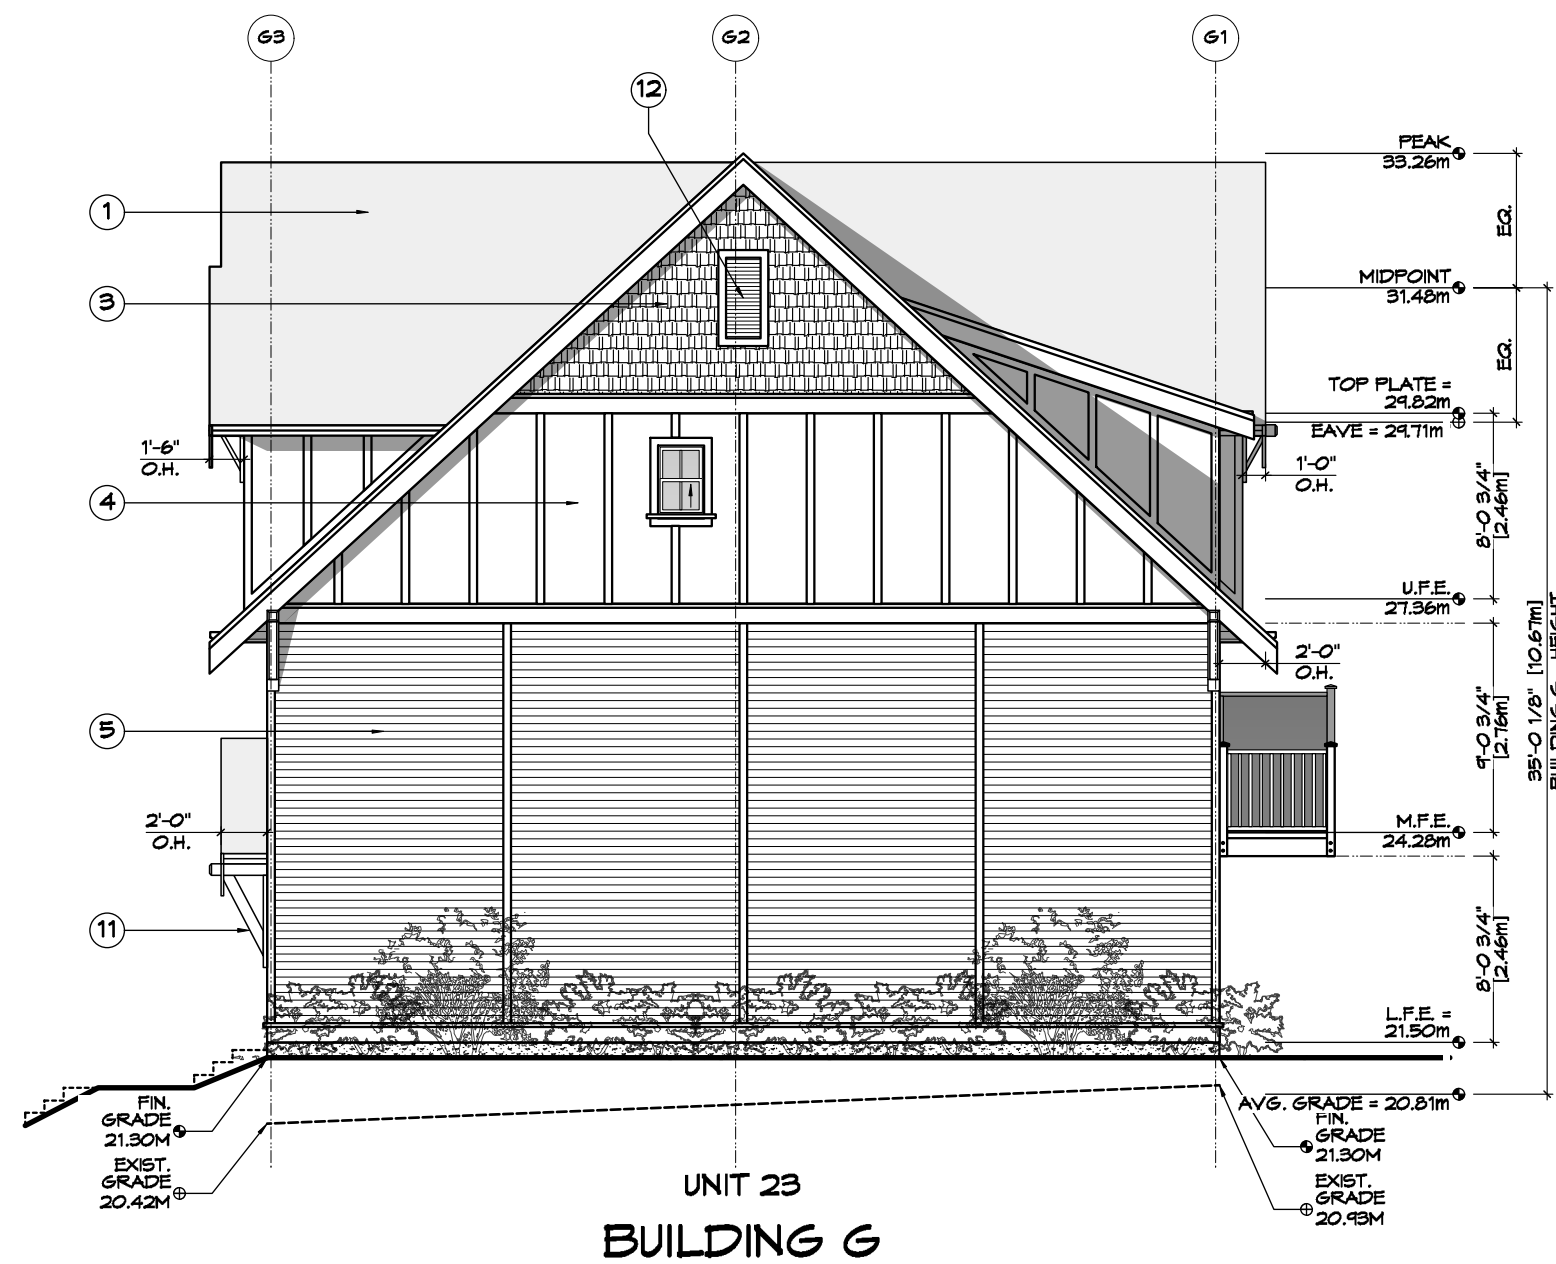 G3
G2
G1
12
PEAK
33.26m
1
EQ.
MIDPOINT
31.48m
3
EQ.
TOP PLATE =
29.82m
EAVE = 29.71m
1'-6"
O.H.
1'-0"
O.H.
4
8'-0 3/4"
[2.46m]
U.F.E.
27.36m
2'-0"
O.H.
35'-0 1/8" [10.67m]
BUILDING G HEIGHT
5
9'-0 3/4"
[2.76m]
2'-0"
O.H.
M.F.E.
24.28m
11
8'-0 3/4"
[2.46m]
L.F.E. =
21.50m
FIN.
GRADE
21.30M
AVG. GRADE = 20.81m
FIN.
GRADE
21.30M
EXIST.
GRADE
20.42M
EXIST.
GRADE
20.93M
UNIT 23
BUILDING G